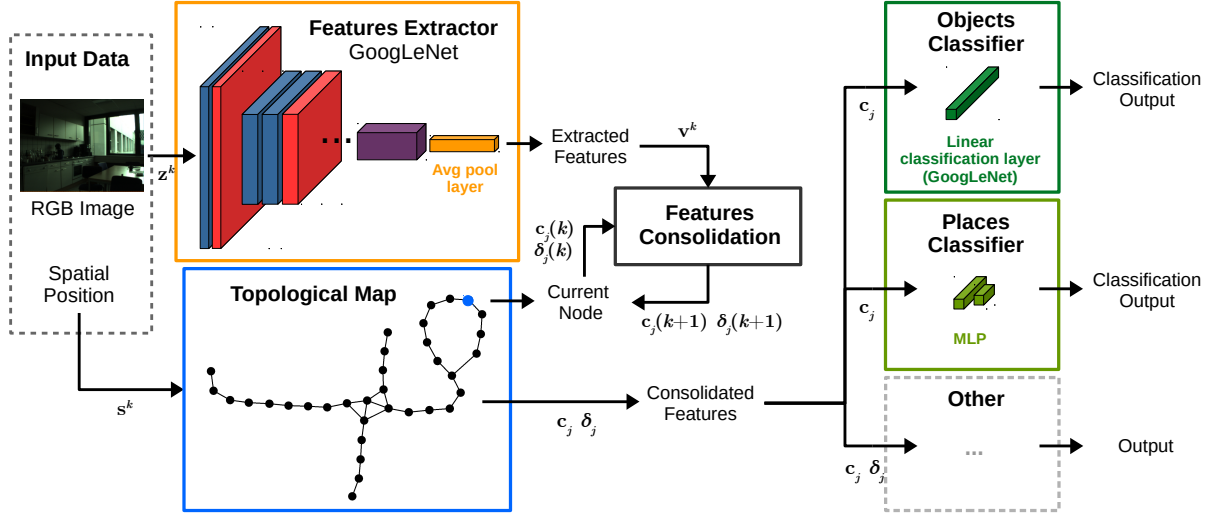 Input Data
RGB Image
Spatial
Position
z^k
s^k
Features Extractor
GoogLeNet
...
Avg pool
layer
Extracted
Features
v^k
Features
Consolidation
c_j(k)
δ_j(k)
Current
Node
c_j(k+1) δ_j(k+1)
Topological Map
c_j δ_j
Consolidated
Features
c_j
Objects
Classifier
Linear
classification layer
(GoogLeNet)
Classification
Output
c_j
Places
Classifier
MLP
Classification
Output
c_j δ_j
Other
...
Output